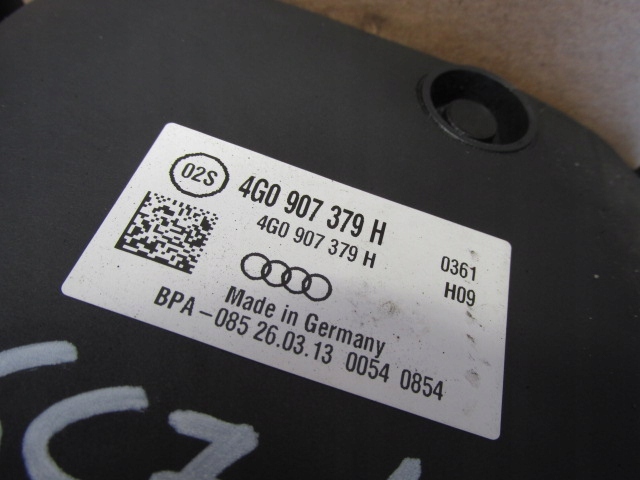 02S
4G0 907 379 H
4G0 907 379 H
0361
H09
Made in Germany
BPA-085 26.03.13 0054 0854